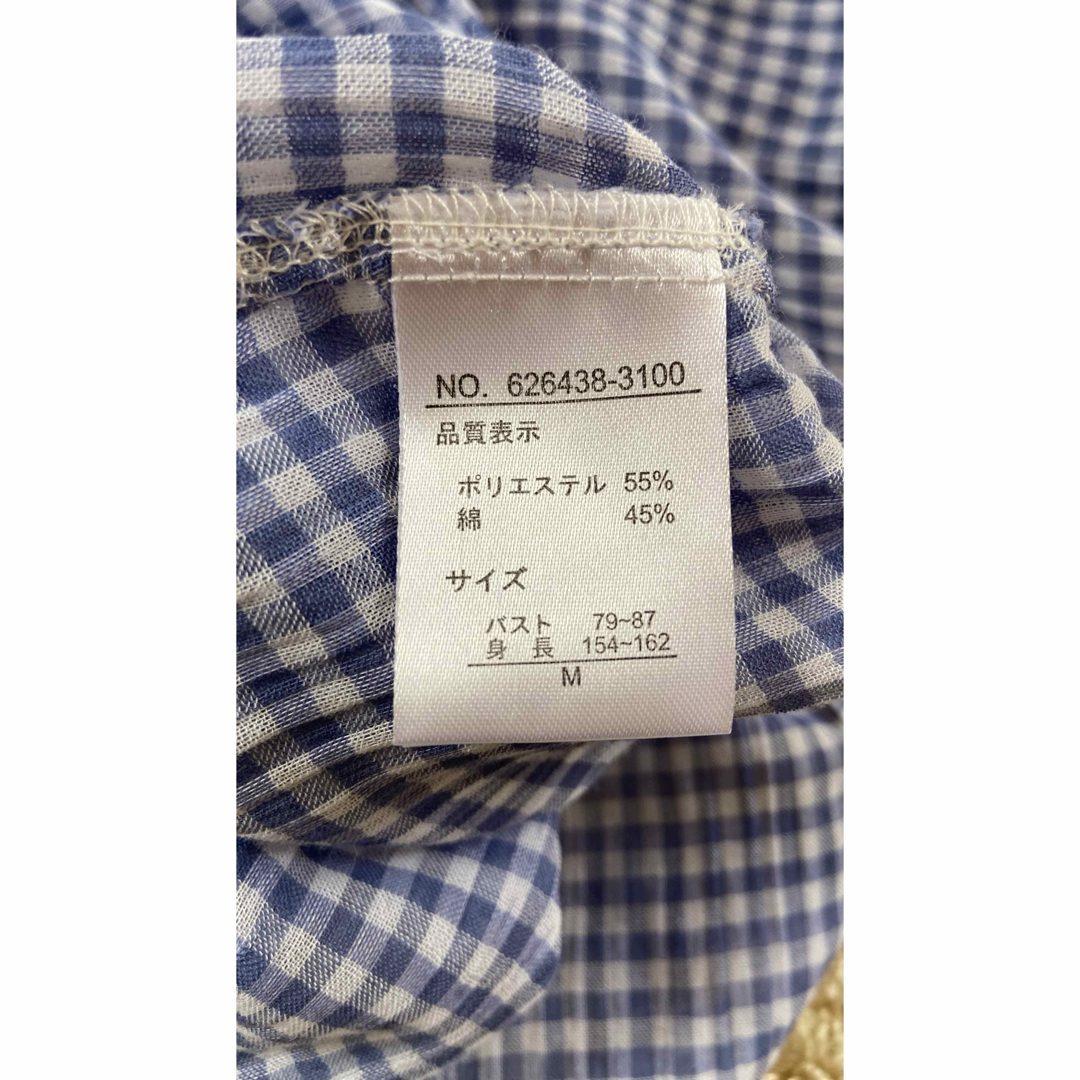 NO. 626438-3100
品質表示
ポリエステル 55%
綿 45%
サイズ
バスト 79~87
身 長 154~162
M